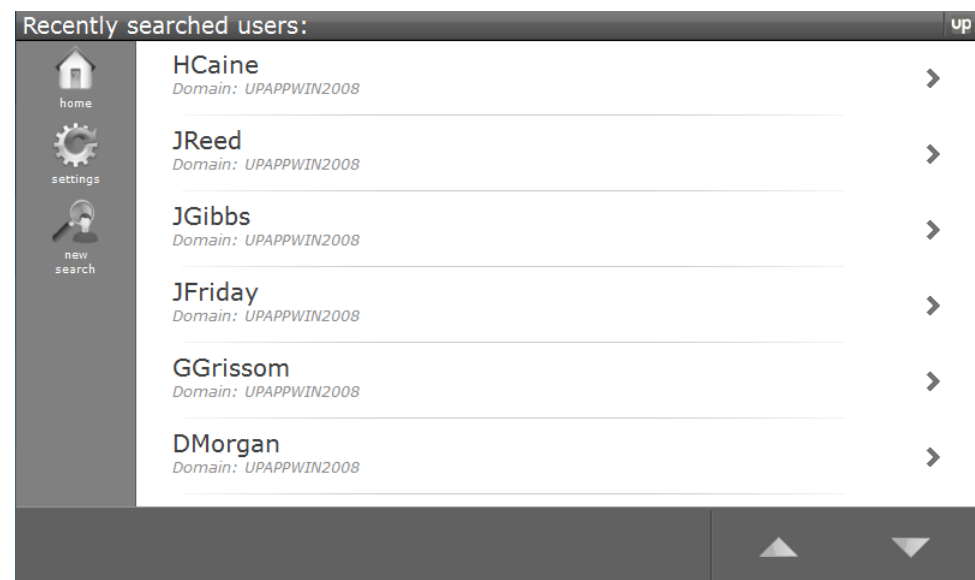 Recently searched users:
up
home
settings
new
search
HCaine
Domain: UPAPPWIN2008
JReed
Domain: UPAPPWIN2008
JGibbs
Domain: UPAPPWIN2008
JFriday
Domain: UPAPPWIN2008
GGrissom
Domain: UPAPPWIN2008
DMorgan
Domain: UPAPPWIN2008